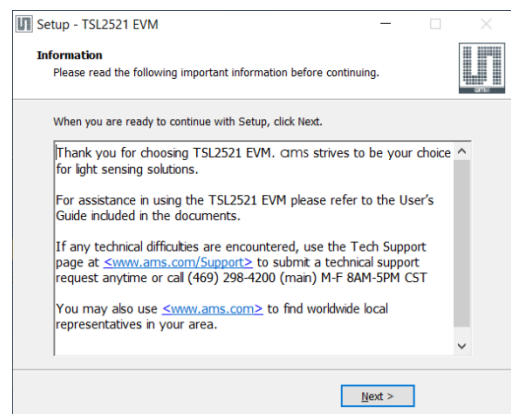 Setup - TSL2521 EVM
Information
Please read the following important information before continuing.
amu
When you are ready to continue with Setup, click Next.
Thank you for choosing TSL2521 EVM. ams strives to be your choice
for light sensing solutions.
For assistance in using the TSL2521 EVM please refer to the User's
Guide included in the documents.
If any technical difficulties are encountered, use the Tech Support
page at <www.ams.com/Support> to submit a technical support
request anytime or call (469) 298-4200 (main) M-F 8AM-5PM CST
You may also use <www.ams.com> to find worldwide local
representatives in your area.
Next >